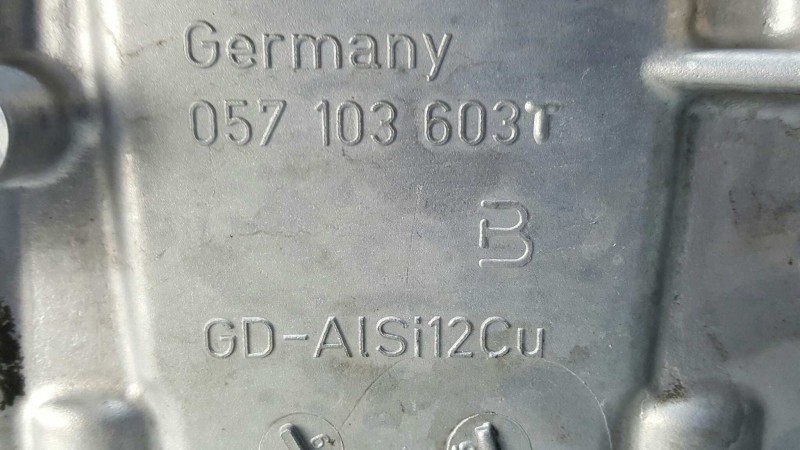 Germany
057 103 603T
B
GD-AlSi12Cu